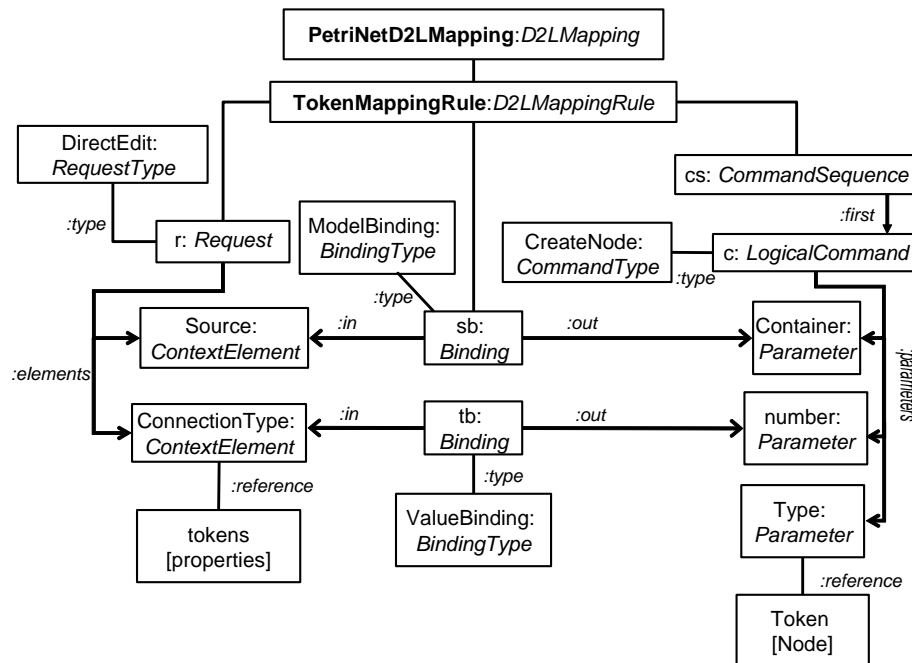 PetriNetD2LMapping:D2LMapping
TokenMappingRule:D2LMappingRule
DirectEdit:
RequestType
cs: CommandSequence
:type
:first
ModelBinding:
BindingType
r: Request
CreateNode:
CommandType
c: LogicalCommand
:type
:type
Source:
ContextElement
:in
sb:
Binding
:out
Container:
Parameter
:elements
:parameters
ConnectionType:
ContextElement
:in
tb:
Binding
:out
number:
Parameter
:reference
:type
tokens
[properties]
ValueBinding:
BindingType
Type:
Parameter
:reference
Token
[Node]